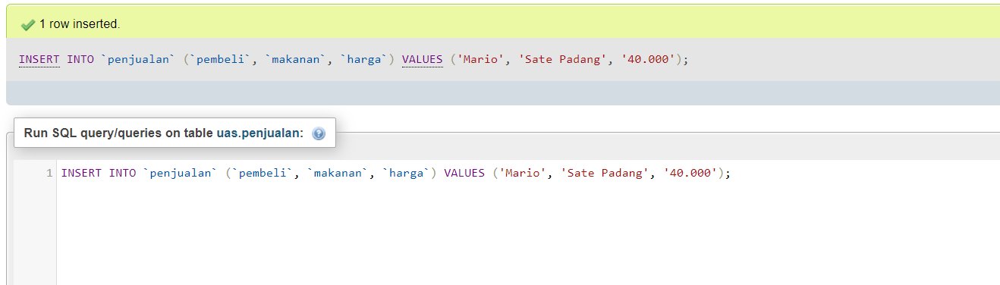 1 row inserted.
INSERT INTO `penjualan` (`pembeli`, `makanan`, `harga`) VALUES ('Mario', 'Sate Padang', '40.000');
Run SQL query/queries on table uas.penjualan:
1 INSERT INTO `penjualan` (`pembeli`, `makanan`, `harga`) VALUES ('Mario', 'Sate Padang', '40.000');